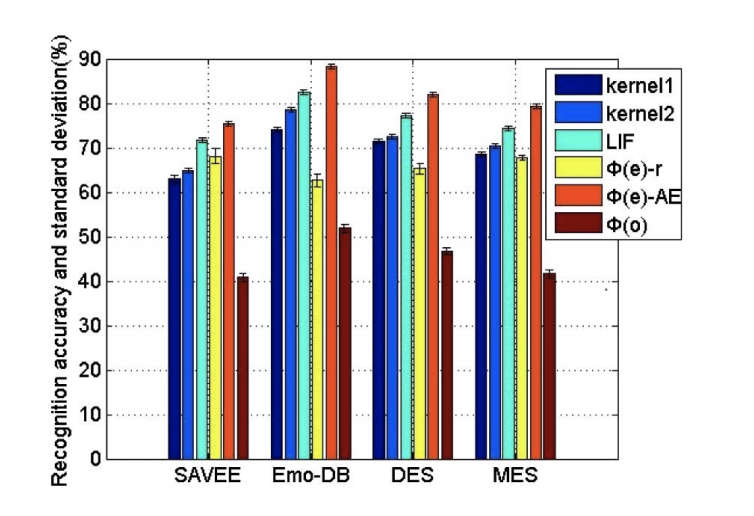 Recognition accuracy and standard deviation(%)
90
80
70
60
50
40
30
20
10
0
SAVEE Emo-DB DES MES
kernel1
kernel2
LIF
Φ(e)-r
Φ(e)-AE
Φ(o)